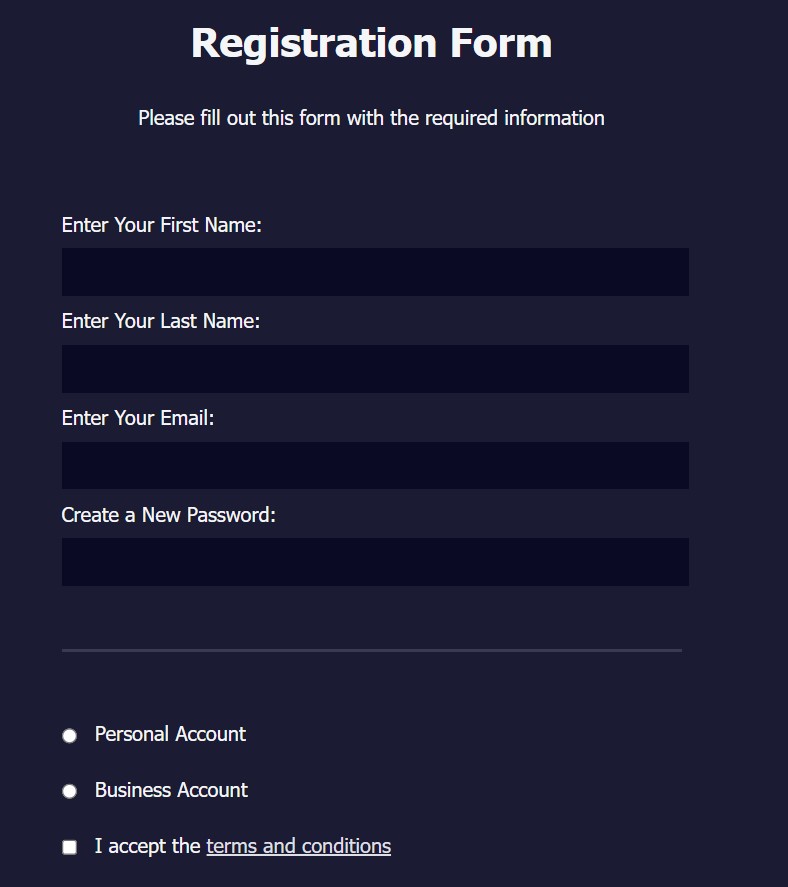 Registration Form
Please fill out this form with the required information
Enter Your First Name:
Enter Your Last Name:
Enter Your Email:
Create a New Password:
Personal Account
Business Account
I accept the terms and conditions